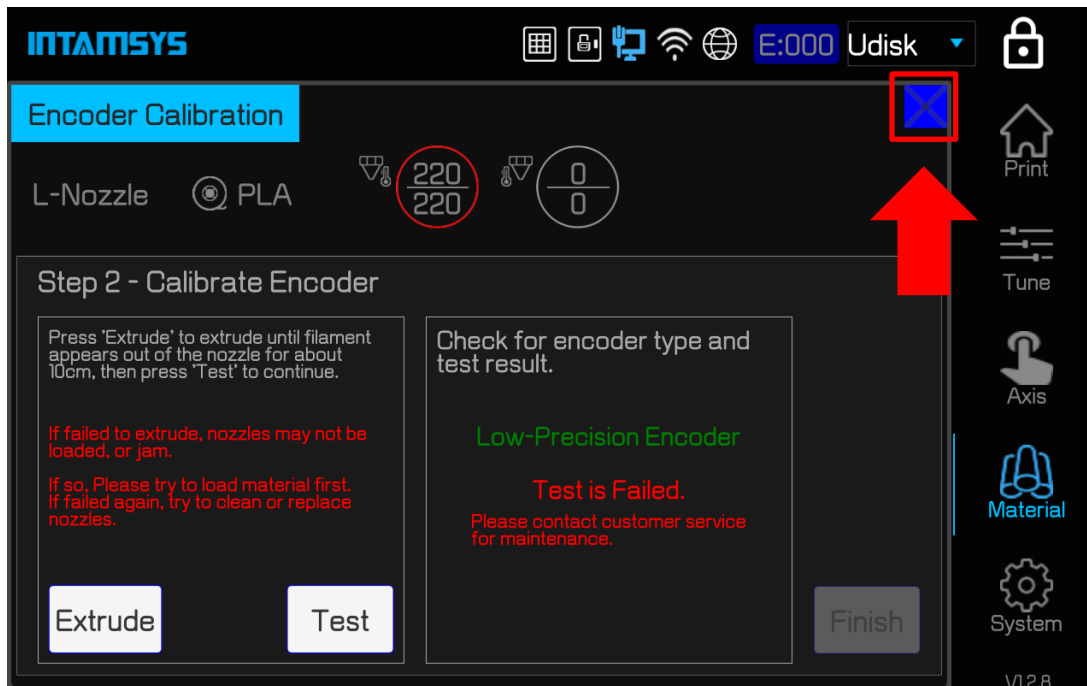 INTAMSYS
E:000 Udisk
Encoder Calibration
Print
L-Nozzle PLA 220 0
220 0
Tune
Step 2 - Calibrate Encoder
Press 'Extrude' to extrude until filament
appears out of the nozzle for about
10cm, then press 'Test' to continue.
If failed to extrude, nozzles may not be
loaded, or jam.
If so, Please try to load material first.
If failed again, try to clean or replace
nozzles.
Extrude Test
Check for encoder type and
test result.
Low-Precision Encoder
Test is Failed.
Please contact customer service
for maintenance.
Finish
Axis
Material
System
V1.2.8